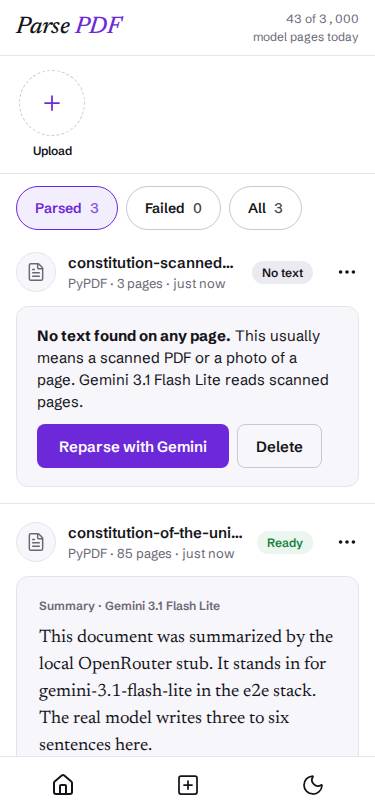 Parse PDF
43 of 3,000
model pages today
Upload
Parsed 3
Failed 0
All 3
constitution-scanned...
PyPDF · 3 pages · just now
No text
No text found on any page. This usually
means a scanned PDF or a photo of a
page. Gemini 3.1 Flash Lite reads scanned
pages.
Reparse with Gemini
Delete
constitution-of-the-uni...
PyPDF · 85 pages · just now
Ready
Summary · Gemini 3.1 Flash Lite
This document was summarized by the
local OpenRouter stub. It stands in for
gemini-3.1-flash-lite in the e2e stack.
The real model writes three to six
sentences here.